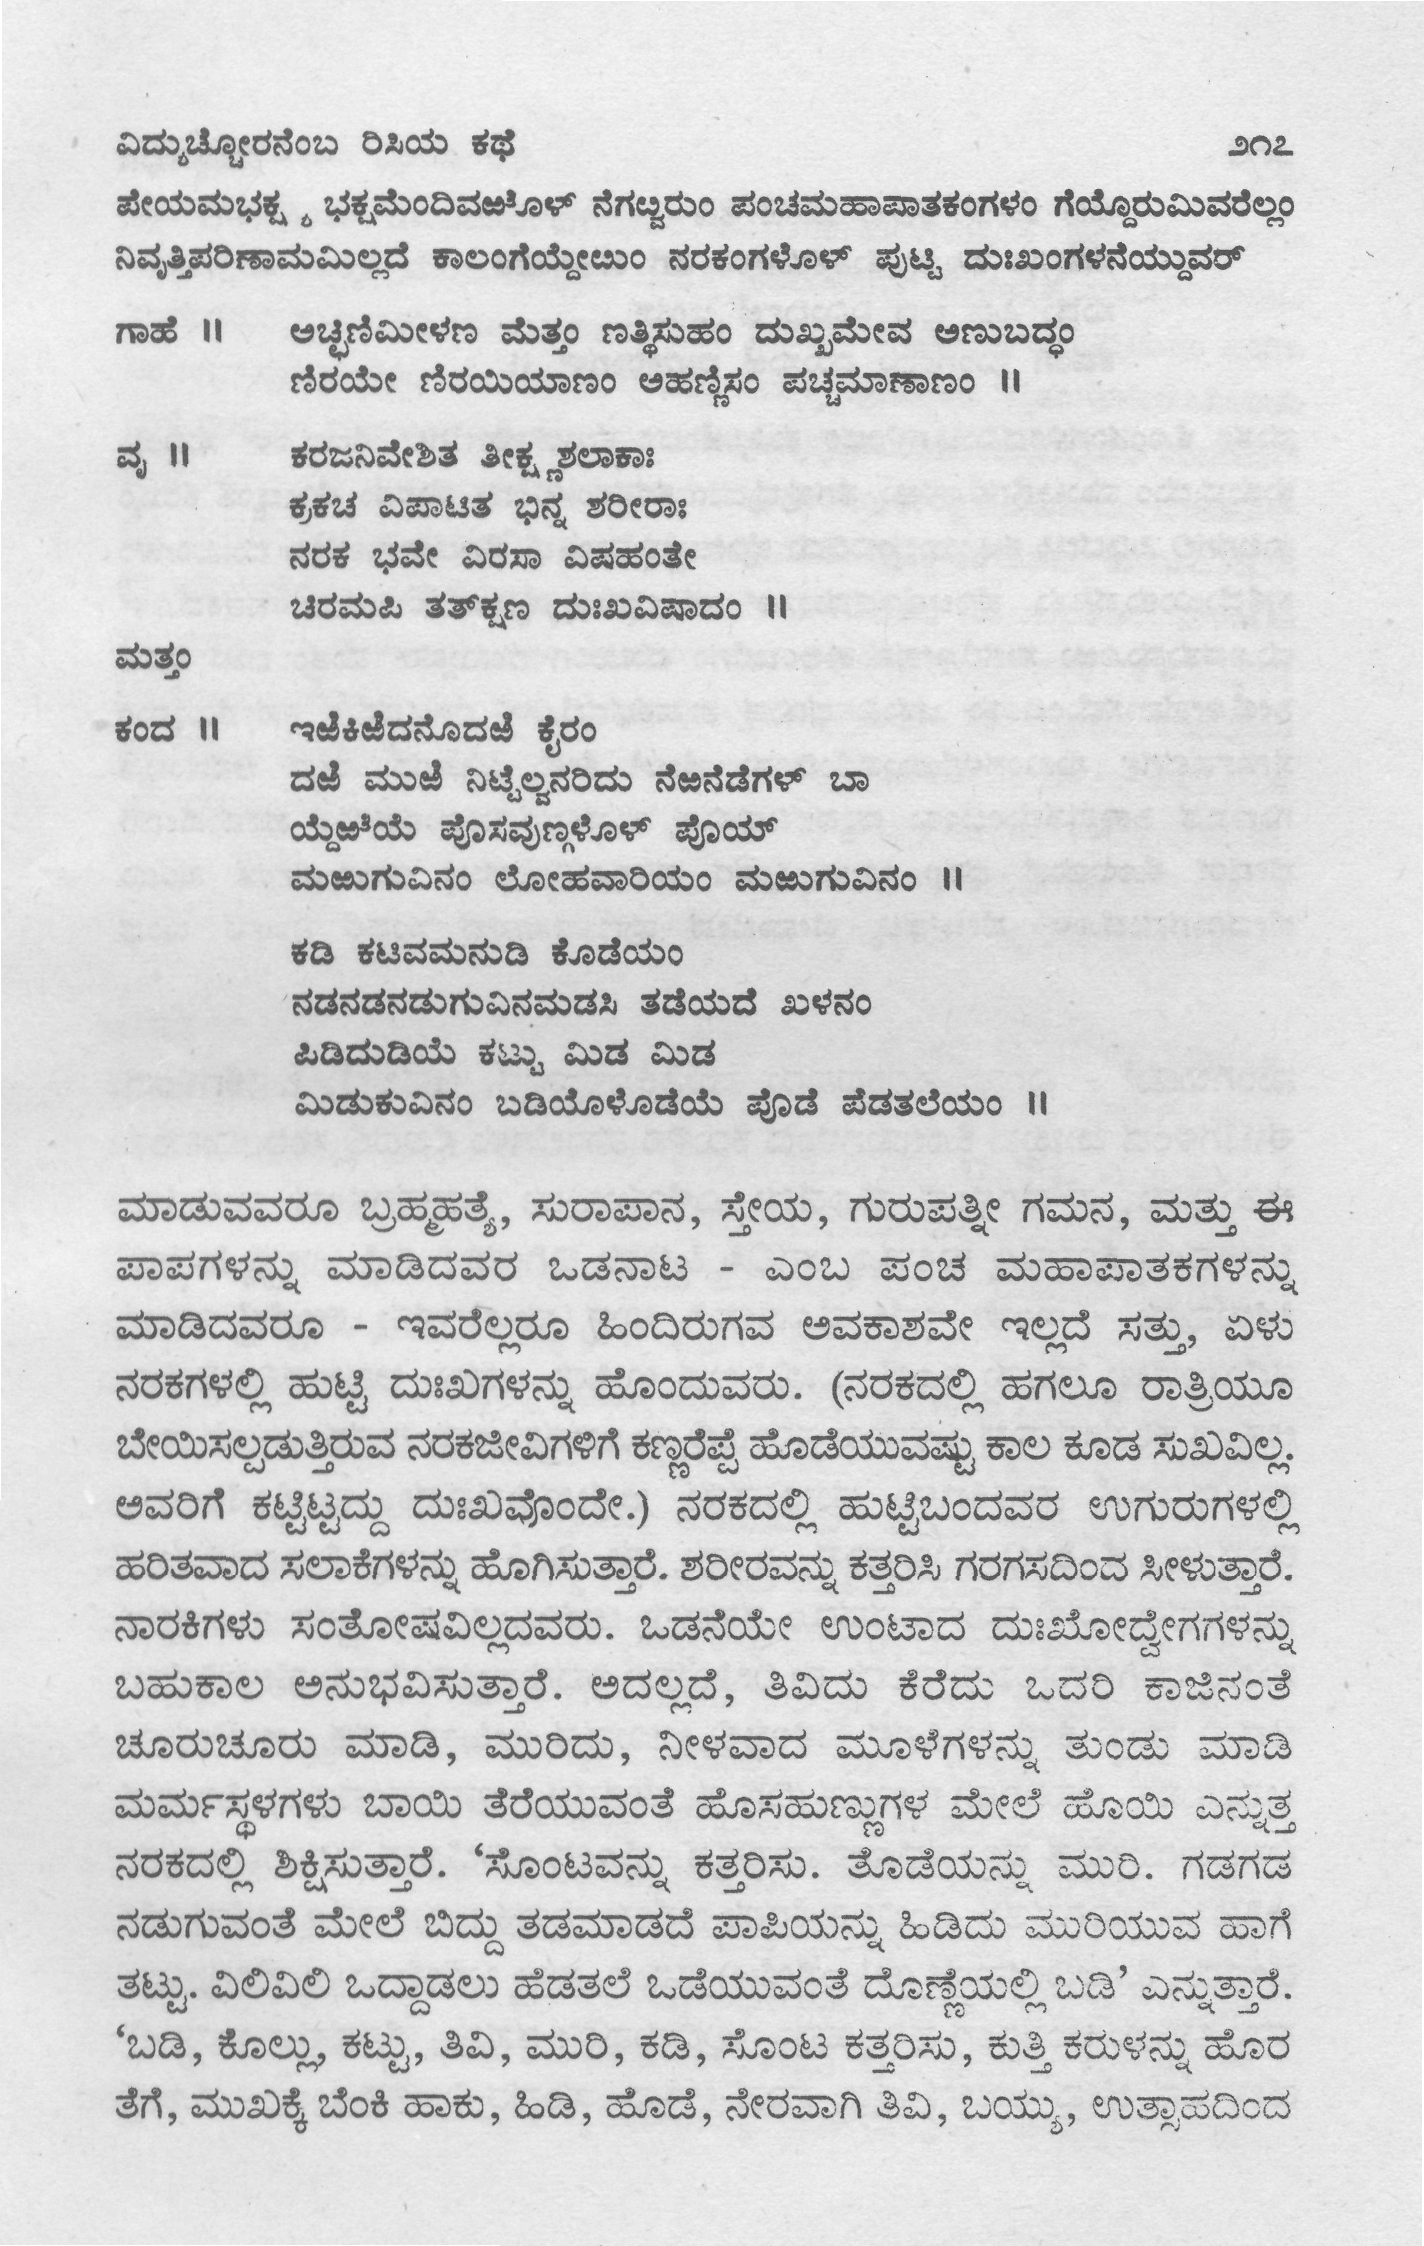 ವಿದ್ಯುಚ್ಚೋರನೆಂಬ ರಿಸಿಯ ಕಥೆ ೨೧೭
ಪೇಯಮಭಕ್ಷ್ಯ ಭಕ್ಷಮೆಂದಿವಱೊಳ್ ನೆಗೞ್ವರುಂ ಪಂಚಮಹಾಪಾತಕಂಗಳಂ ಗೆಯ್ದೊರುಮಿವರೆಲ್ಲಂ
ನಿವೃತ್ತಿಪರಿಣಾಮಮಿಲ್ಲದೆ ಕಾಲಂಗೆಯ್ದೇೞುಂ ನರಕಂಗಳೊಳ್ ಪುಟ್ಟಿ ದುಃಖಂಗಳನೆಯ್ದುವರ್
ಗಾಹೆ ॥ ಅಚ್ಛಿಣಿಮೀಳಣ ಮೆತ್ತಂ ಣತ್ಥಿಸುಹಂ ದುಖ್ಖಮೇವ ಅಣುಬದ್ಧಂ
ಣಿರಯೇ ಣಿರಯಿಯಾಣಂ ಅಹಣ್ಣಿಸಂ ಪಚ್ಚಮಾಣಾಣಂ ॥
ವೃ ॥ ಕರಜನಿವೇಶಿತ ತೀಕ್ಷ್ಣಶಲಾಕಾಃ
ಕ್ರಕಚ ವಿಪಾಟಿತ ಭಿನ್ನ ಶರೀರಾಃ
ನರಕ ಭವೇ ವಿರಸಾ ವಿಷಹಂತೇ
ಚಿರಮಪಿ ತತ್‌ಕ್ಷಣ ದುಃಖವಿಷಾದಂ ॥
ಮತ್ತಂ
ಕಂದ ॥ ಇಱಿಕಿಱಿದನೊದಱಿ ಕೈರಂ
ದಱಿ ಮುಱಿ ನಿಟ್ಟೆಲ್ವನರಿದು ನೆಱನೆಡೆಗಳ್ ಬಾ
ಯ್ದೆಱೆಯೆ ಪೊಸವುಣ್ಗಳೊಳ್ ಪೊಯ್
ಮಱುಗುವಿನಂ ಲೋಹವಾರಿಯಂ ಮಱುಗುವಿನಂ ॥
ಕಡಿ ಕಟಿವಮನುಡಿ ಕೊಡೆಯಂ
ನಡನಡನಡುಗುವಿನಮಡಸಿ ತಡೆಯದೆ ಖಳನಂ
ಪಿಡಿದುಡಿಯೆ ಕಟ್ಟು ಮಿಡ ಮಿಡ
ಮಿಡುಕುವಿನಂ ಬಡಿಯೊಳೊಡೆಯೆ ಪೊಡೆ ಪೆಡತಲೆಯಂ ॥
ಮಾಡುವವರೂ ಬ್ರಹ್ಮಹತ್ಯೆ, ಸುರಾಪಾನ, ಸ್ತೇಯ, ಗುರುಪತ್ನೀ ಗಮನ, ಮತ್ತು ಈ
ಪಾಪಗಳನ್ನು ಮಾಡಿದವರ ಒಡನಾಟ - ಎಂಬ ಪಂಚ ಮಹಾಪಾತಕಗಳನ್ನು
ಮಾಡಿದವರೂ - ಇವರೆಲ್ಲರೂ ಹಿಂದಿರುಗವ ಅವಕಾಶವೇ ಇಲ್ಲದೆ ಸತ್ತು, ಏಳು
ನರಕಗಳಲ್ಲಿ ಹುಟ್ಟಿ ದುಃಖಗಳನ್ನು ಹೊಂದುವರು. (ನರಕದಲ್ಲಿ ಹಗಲೂ ರಾತ್ರಿಯೂ
ಬೇಯಿಸಲ್ಪಡುತ್ತಿರುವ ನರಕಜೀವಿಗಳಿಗೆ ಕಣ್ಣರೆಪ್ಪೆ ಹೊಡೆಯುವಷ್ಟು ಕಾಲ ಕೂಡ ಸುಖವಿಲ್ಲ.
ಅವರಿಗೆ ಕಟ್ಟಿಟ್ಟದ್ದು ದುಃಖವೊಂದೇ.) ನರಕದಲ್ಲಿ ಹುಟ್ಟಿಬಂದವರ ಉಗುರುಗಳಲ್ಲಿ
ಹರಿತವಾದ ಸಲಾಕೆಗಳನ್ನು ಹೊಗಿಸುತ್ತಾರೆ. ಶರೀರವನ್ನು ಕತ್ತರಿಸಿ ಗರಗಸದಿಂದ ಸೀಳುತ್ತಾರೆ.
ನಾರಕಿಗಳು ಸಂತೋಷವಿಲ್ಲದವರು. ಒಡನೆಯೇ ಉಂಟಾದ ದುಃಖೋದ್ವೇಗಗಳನ್ನು
ಬಹುಕಾಲ ಅನುಭವಿಸುತ್ತಾರೆ. ಅದಲ್ಲದೆ, ತಿವಿದು ಕೆರೆದು ಒದರಿ ಕಾಜಿನಂತೆ
ಚೂರುಚೂರು ಮಾಡಿ, ಮುರಿದು, ನೀಳವಾದ ಮೂಳೆಗಳನ್ನು ತುಂಡು ಮಾಡಿ
ಮರ್ಮಸ್ಥಳಗಳು ಬಾಯಿ ತೆರೆಯುವಂತೆ ಹೊಸಹುಣ್ಣುಗಳ ಮೇಲೆ ಹೊಯಿ ಎನ್ನುತ್ತ
ನರಕದಲ್ಲಿ ಶಿಕ್ಷಿಸುತ್ತಾರೆ. ‘ಸೊಂಟವನ್ನು ಕತ್ತರಿಸು. ತೊಡೆಯನ್ನು ಮುರಿ. ಗಡಗಡ
ನಡುಗುವಂತೆ ಮೇಲೆ ಬಿದ್ದು ತಡಮಾಡದೆ ಪಾಪಿಯನ್ನು ಹಿಡಿದು ಮುರಿಯುವ ಹಾಗೆ
ತಟ್ಟು. ವಿಲಿವಿಲಿ ಒದ್ದಾಡಲು ಹೆಡತಲೆ ಒಡೆಯುವಂತೆ ದೊಣ್ಣೆಯಲ್ಲಿ ಬಡಿ’ ಎನ್ನುತ್ತಾರೆ.
‘ಬಡಿ, ಕೊಲ್ಲು, ಕಟ್ಟು, ತಿವಿ, ಮುರಿ, ಕಡಿ, ಸೊಂಟ ಕತ್ತರಿಸು, ಕುತ್ತಿ ಕರುಳನ್ನು ಹೊರ
ತೆಗೆ, ಮುಖಕ್ಕೆ ಬೆಂಕಿ ಹಾಕು, ಹಿಡಿ, ಹೊಡೆ, ನೇರವಾಗಿ ತಿವಿ, ಬಯ್ಯು, ಉತ್ಸಾಹದಿಂದ